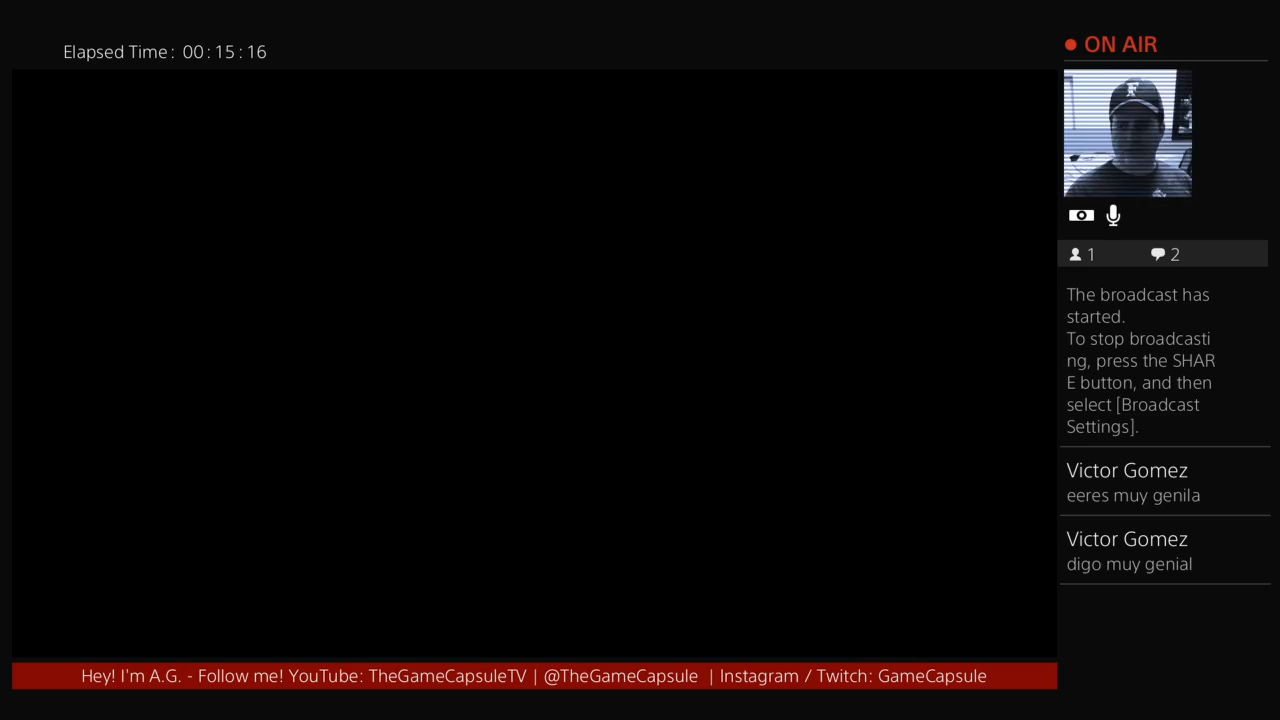 Elapsed Time: 00:15:16
ON AIR
F
1 2
The broadcast has
started.
To stop broadcasti
ng, press the SHAR
E button, and then
select [Broadcast
Settings].
Victor Gomez
eeres muy genila
Victor Gomez
digo muy genial
Hey! I'm A.G. - Follow me! YouTube: TheGameCapsuleTV | @TheGameCapsule | Instagram / Twitch: GameCapsule